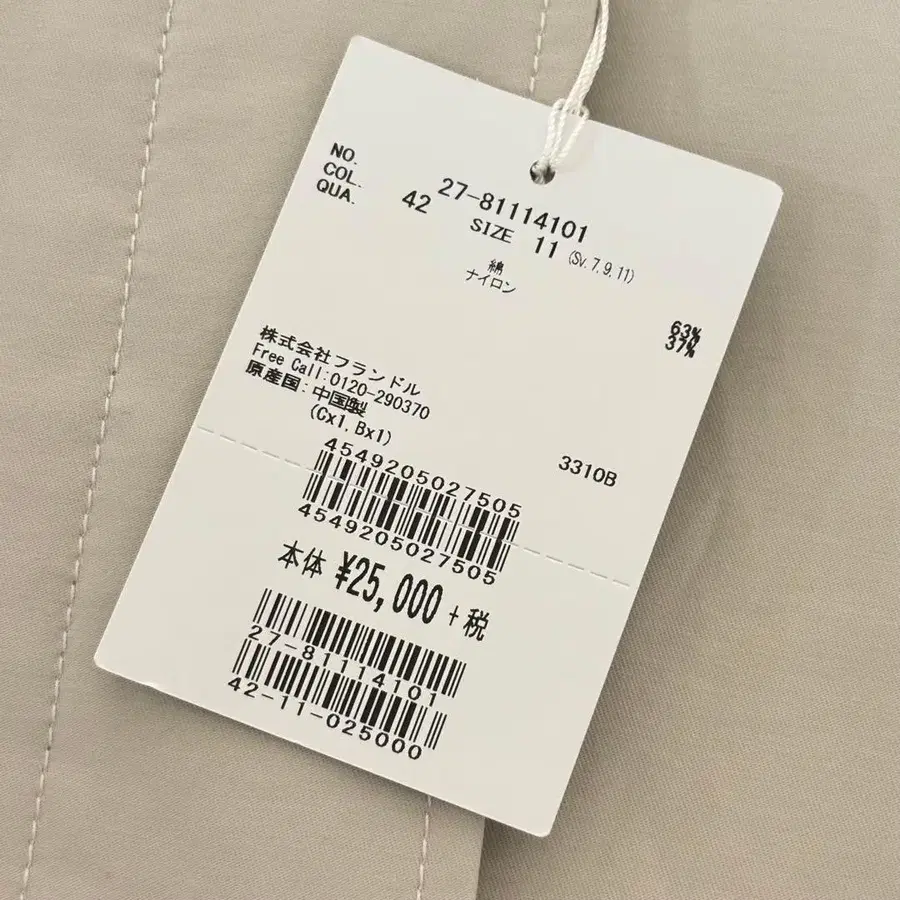 NO. 27-81114101
COL. 42 SIZE 11 (Sv. 7. 9. 11)
QUA. 綿 63%
ナイロン 37%
株式会社フランドル
Free Call:0120-290370
原産国: 中国製
(Cx1, Bx1)
3310B
4549205027505
4549205027505
本体 ¥25,000 +税
27-81114101
42-11-025000